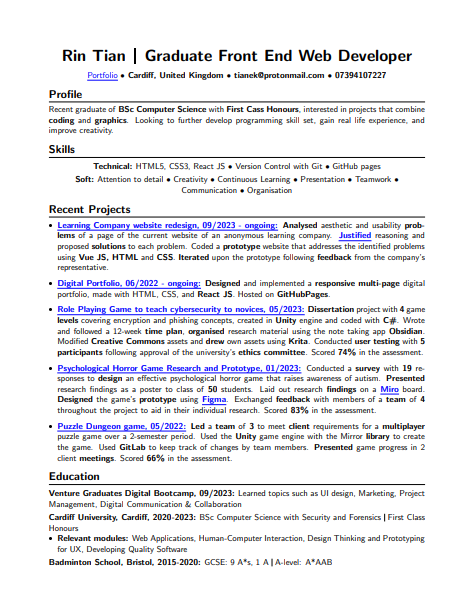 Rin Tian | Graduate Front End Web Developer
Portfolio • Cardiff, United Kingdom • tianek@protonmail.com • 07394107227
Profile
Recent graduate of BSc Computer Science with First Cass Honours, interested in projects that combine
coding and graphics. Looking to further develop programming skill set, gain real life experience, and
improve creativity.
Skills
Technical: HTML5, CSS3, React JS • Version Control with Git • GitHub pages
Soft: Attention to detail • Creativity • Continuous Learning • Presentation • Teamwork •
Communication • Organisation
Recent Projects
• Learning Company website redesign, 09/2023 - ongoing: Analysed aesthetic and usability prob-
lems of a page of the current website of an anonymous learning company. Justified reasoning and
proposed solutions to each problem. Coded a prototype website that addresses the identified problems
using Vue JS, HTML and CSS. Iterated upon the prototype following feedback from the company's
representative.
• Digital Portfolio, 06/2022 - ongoing: Designed and implemented a responsive multi-page digital
portfolio, made with HTML, CSS, and React JS. Hosted on GitHubPages.
• Role Playing Game to teach cybersecurity to novices, 05/2023: Dissertation project with 4 game
levels covering encryption and phishing concepts, created in Unity engine and coded with C#. Wrote
and followed a 12-week time plan, organised research material using the note taking app Obsidian.
Modified Creative Commons assets and drew own assets using Krita. Conducted user testing with 5
participants following approval of the university's ethics committee. Scored 74% in the assessment.
• Psychological Horror Game Research and Prototype, 01/2023: Conducted a survey with 19 re-
sponses to design an effective psychological horror game that raises awareness of autism. Presented
research findings as a poster to class of 50 students. Laid out research findings on a Miro board.
Designed the game's prototype using Figma. Exchanged feedback with members of a team of 4
throughout the project to aid in their individual research. Scored 83% in the assessment.
• Puzzle Dungeon game, 05/2022: Led a team of 3 to meet client requirements for a multiplayer
puzzle game over a 2-semester period. Used the Unity game engine with the Mirror library to create
the game. Used GitLab to keep track of changes by team members. Presented game progress in 2
client meetings. Scored 66% in the assessment.
Education
Venture Graduates Digital Bootcamp, 09/2023: Learned topics such as UI design, Marketing, Project
Management, Digital Communication & Collaboration
Cardiff University, Cardiff, 2020-2023: BSc Computer Science with Security and Forensics | First Class
Honours
• Relevant modules: Web Applications, Human-Computer Interaction, Design Thinking and Prototyping
for UX, Developing Quality Software
Badminton School, Bristol, 2015-2020: GCSE: 9 A*s, 1 A | A-level: A*AAB